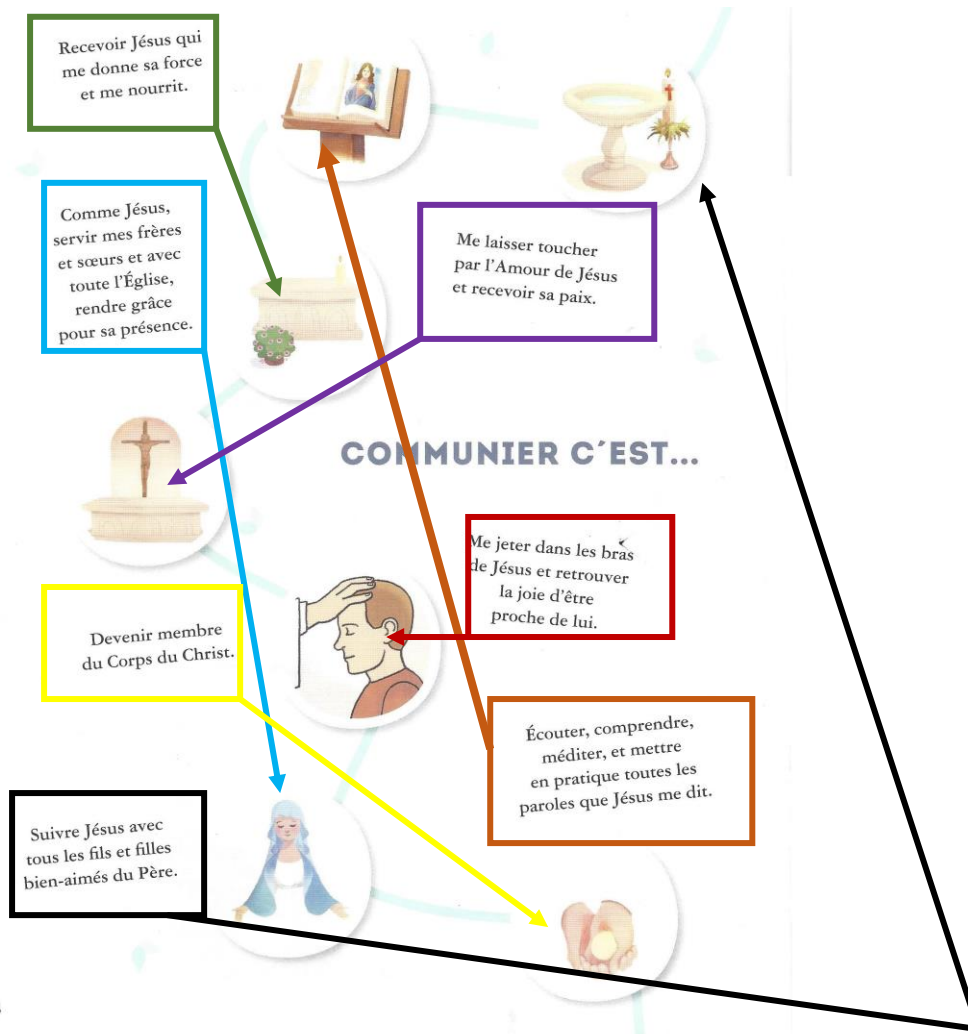 Recevoir Jésus qui
me donne sa force
et me nourrit.
Comme Jésus,
servir mes frères
et sœurs et avec
toute l'Église,
rendre grâce
pour sa présence.
Me laisser toucher
par l'Amour de Jésus
et recevoir sa paix.
COMMUNIER C´EST...
Me jeter dans les bras
de Jésus et retrouver
la joie d'être
proche de lui.
Devenir membre
du Corps du Christ.
Écouter, comprendre,
méditer, et mettre
en pratique toutes les
paroles que Jésus me dit.
Suivre Jésus avec
tous les fils et filles
bien-aimés du Père.